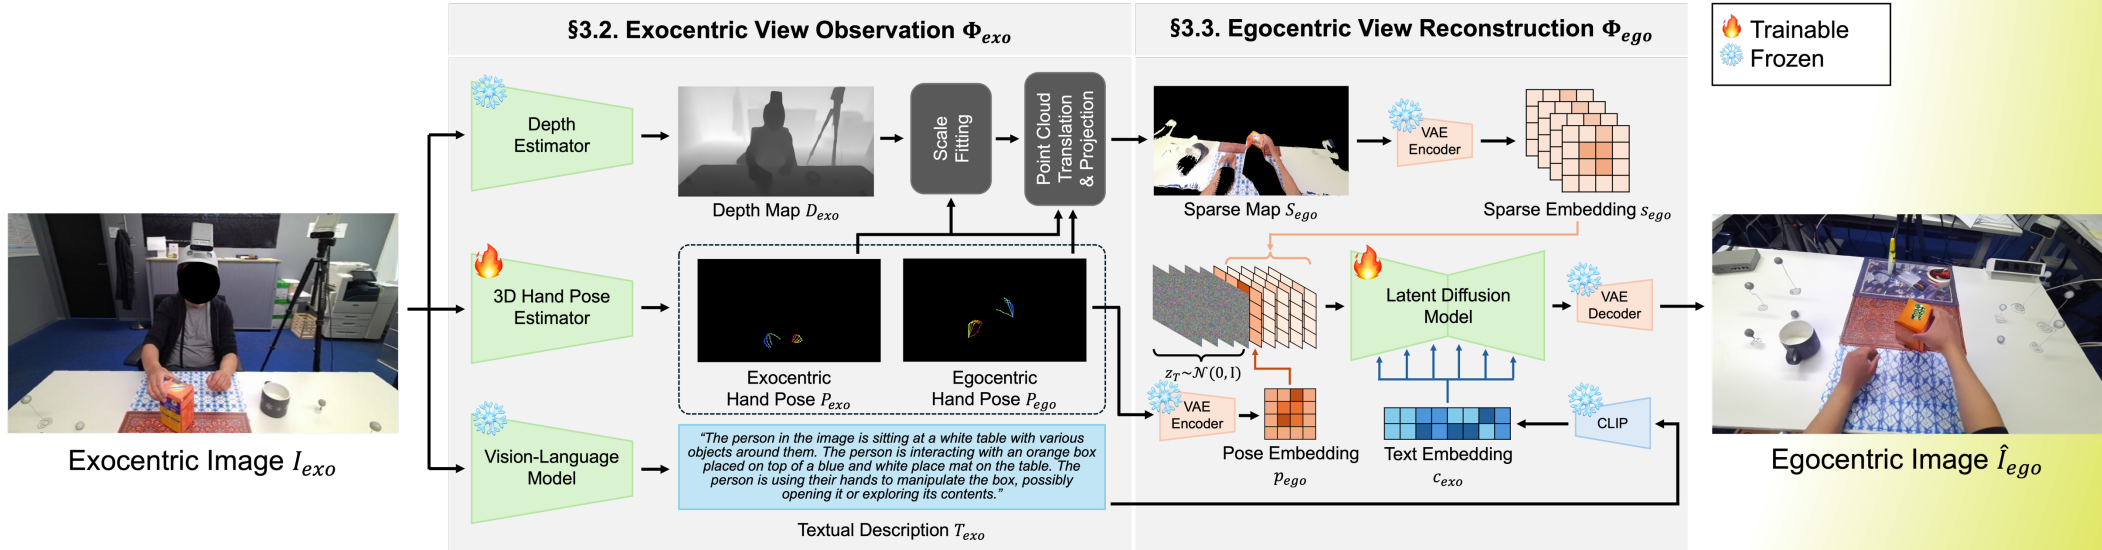 §3.2. Exocentric View Observation Φexo
§3.3. Egocentric View Reconstruction Φego
Trainable
Frozen
Depth
Estimator
Depth Map Dexo
Scale
Fitting
Point Cloud
Translation
& Projection
Sparse Map Sego
VAE
Encoder
Sparse Embedding sego
3D Hand Pose
Estimator
Exocentric
Hand Pose Pexo
Egocentric
Hand Pose Pego
zT~𝒩(0, I)
Latent Diffusion
Model
VAE
Decoder
VAE
Encoder
Pose Embedding
pego
Text Embedding
cexo
CLIP
Vision-Language
Model
“The person in the image is sitting at a white table with various
objects around them. The person is interacting with an orange box
placed on top of a blue and white place mat on the table. The
person is using their hands to manipulate the box, possibly
opening it or exploring its contents.”
Textual Description Texo
Exocentric Image Iexo
Egocentric Image Îego